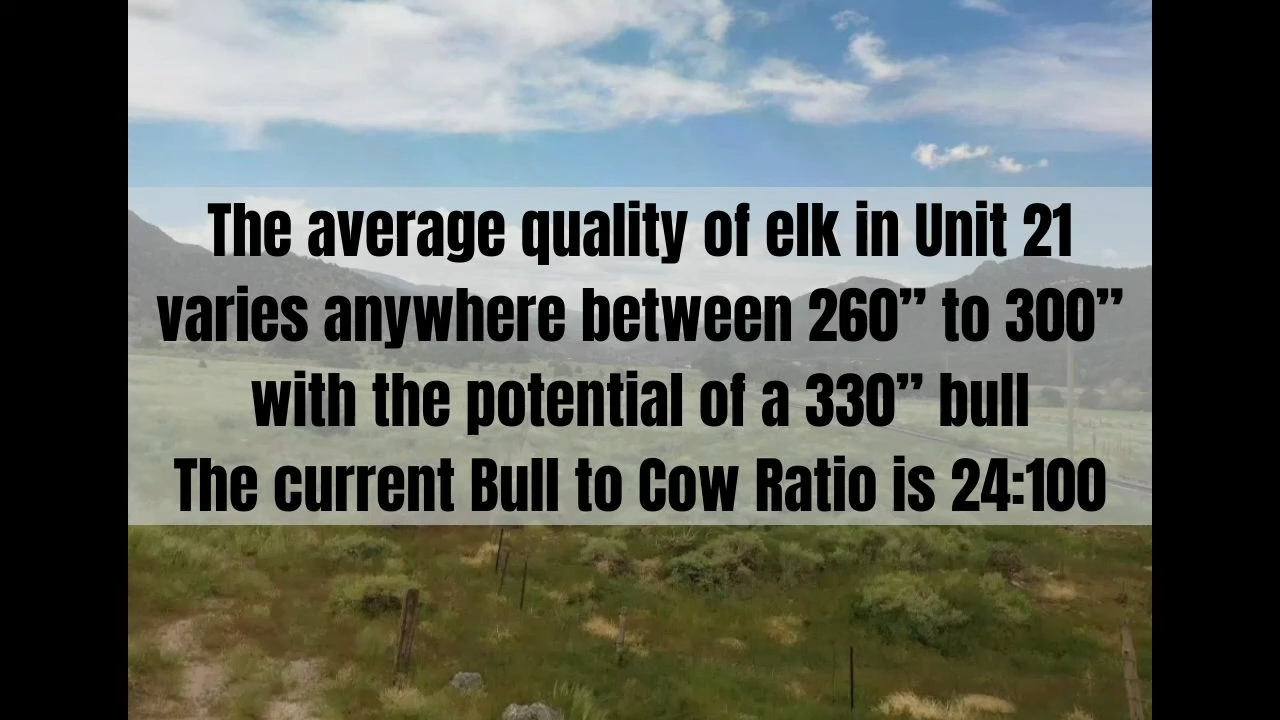 The average quality of elk in Unit 21
varies anywhere between 260” to 300”
with the potential of a 330” bull
The current Bull to Cow Ratio is 24:100